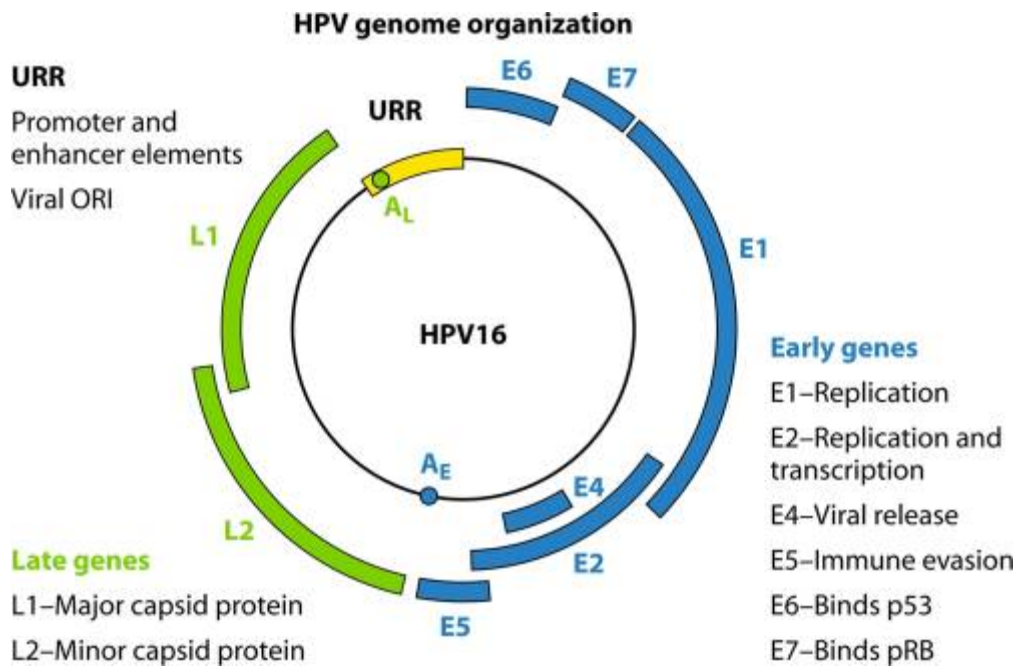 HPV genome organization
URR
Promoter and
enhancer elements
Viral ORI
URR
E6
E7
A_L
L1
E1
HPV16
A_E
E4
L2
E2
E5
Early genes
E1–Replication
E2–Replication and
transcription
E4–Viral release
E5–Immune evasion
E6–Binds p53
E7–Binds pRB
Late genes
L1–Major capsid protein
L2–Minor capsid protein